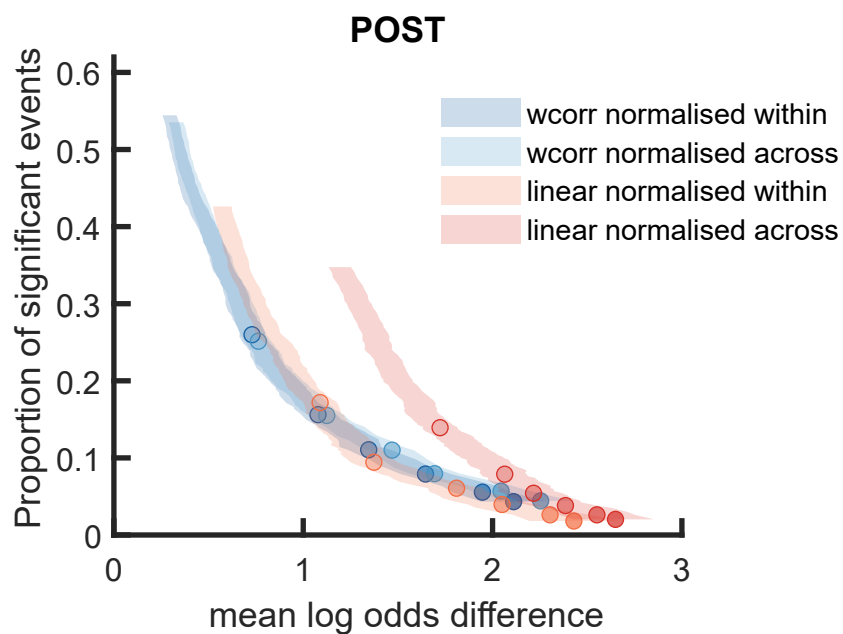 POST
Proportion of significant events
0.6
0.5
0.4
0.3
0.2
0.1
0
wcorr normalised within
wcorr normalised across
linear normalised within
linear normalised across
0 1 2 3
mean log odds difference